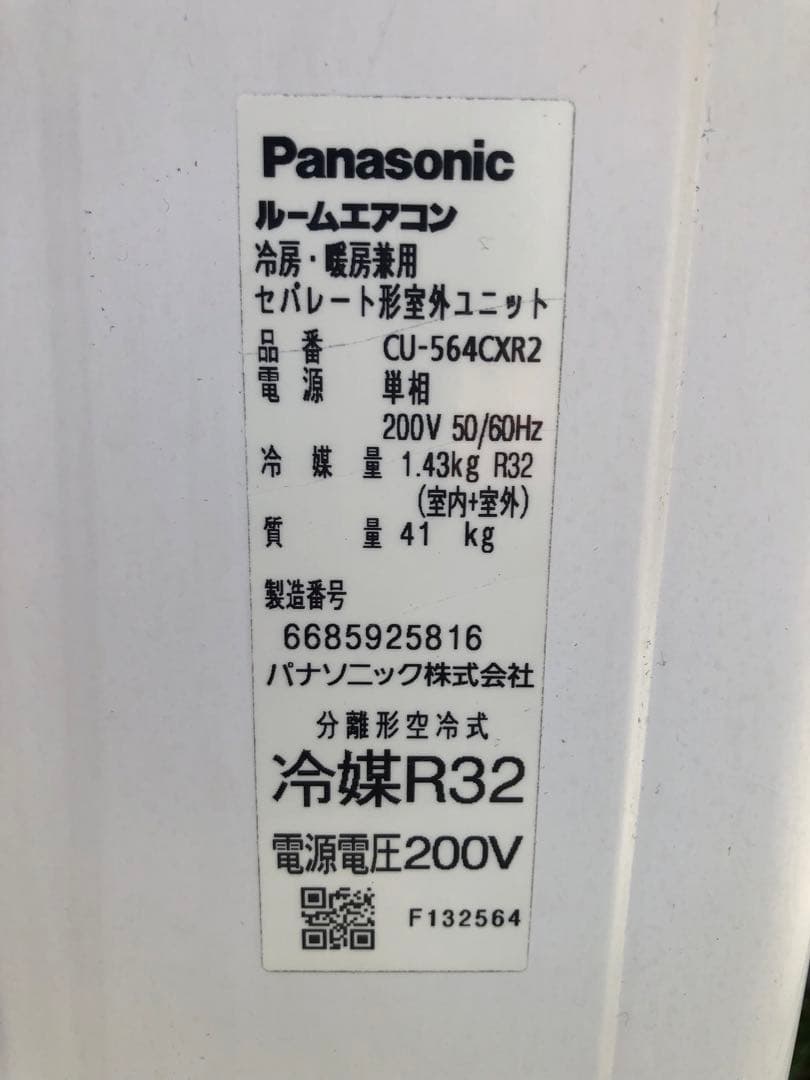 Panasonic
ルームエアコン
冷房・暖房兼用
セパレート形室外ユニット
品番 CU-564CXR2
電源 単相
200V 50/60Hz
冷媒量 1.43kg R32
(室内+室外)
質量 41 kg
製造番号
6685925816
パナソニック株式会社
分離形空冷式
冷媒R32
電源電圧200V
F132564